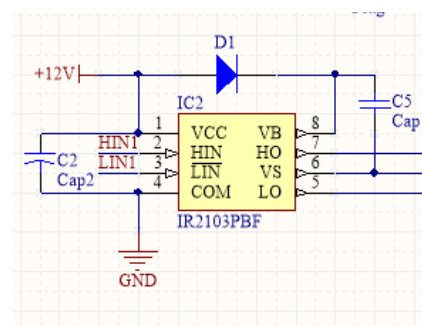 D1
+12V
IC2
C5
Cap
1 VCC VB 8
HIN1 2 HIN HO 7
LIN1 3 LIN VS 6
4 COM LO 5
C2
Cap2
IR2103PBF
GND